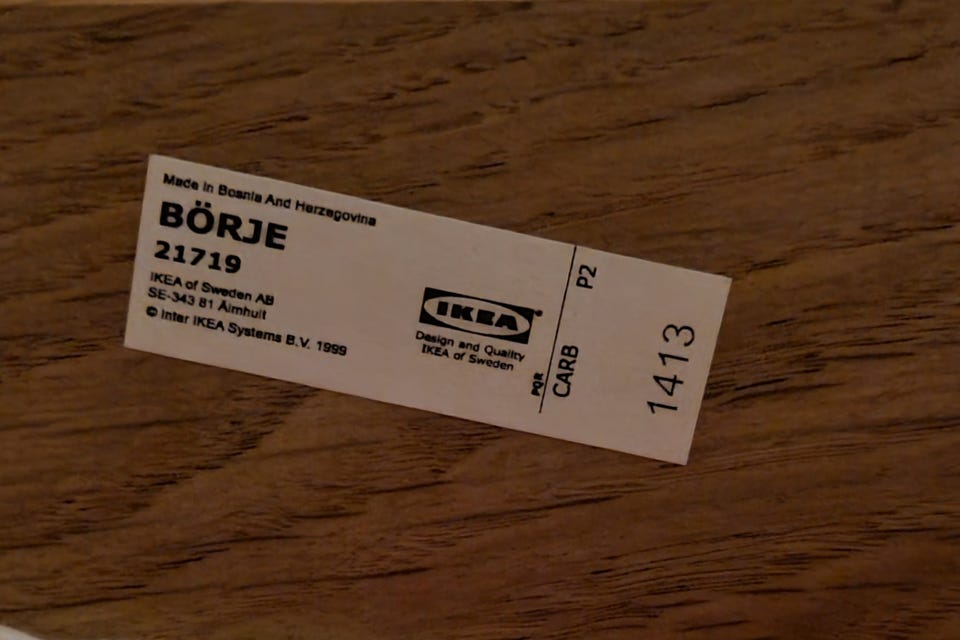 Made in Bosnia And Herzegovina
BÖRJE
21719
IKEA of Sweden AB
SE-343 81 Älmhult
© Inter IKEA Systems B.V. 1999
IKEA
Design and Quality
IKEA of Sweden
PQR
CARB P2
1413